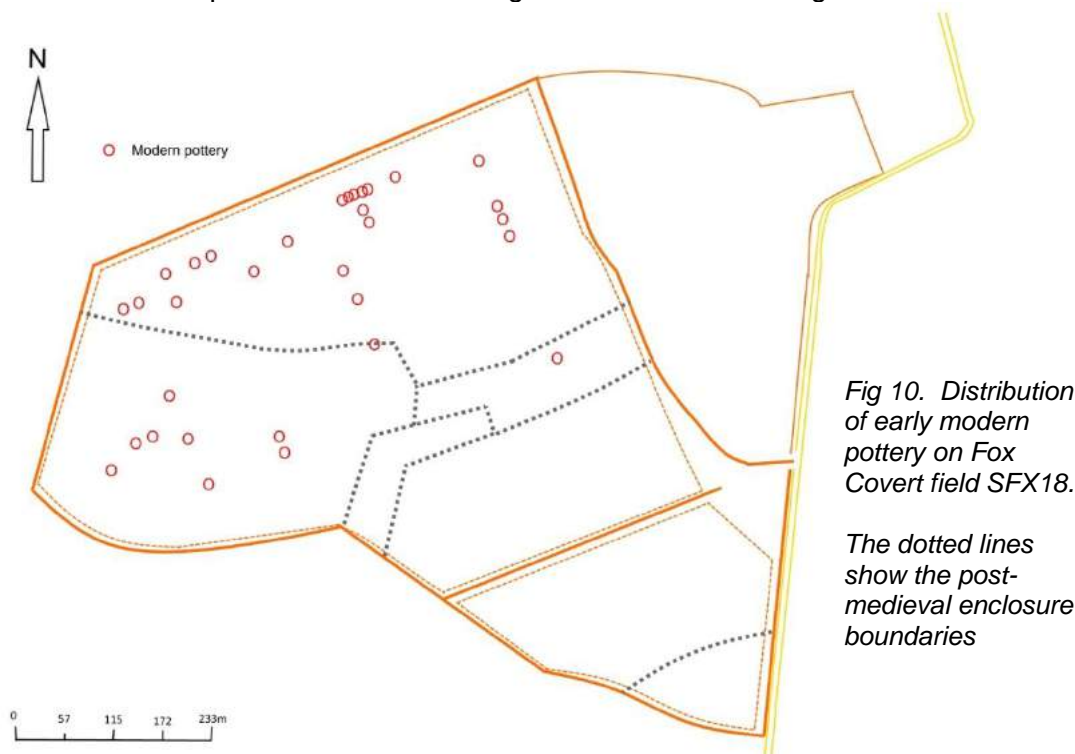 N
Modern pottery
Fig 10. Distribution
of early modern
pottery on Fox
Covert field SFX18.
The dotted lines
show the post-
medieval enclosure
boundaries
0 57 115 172 233m